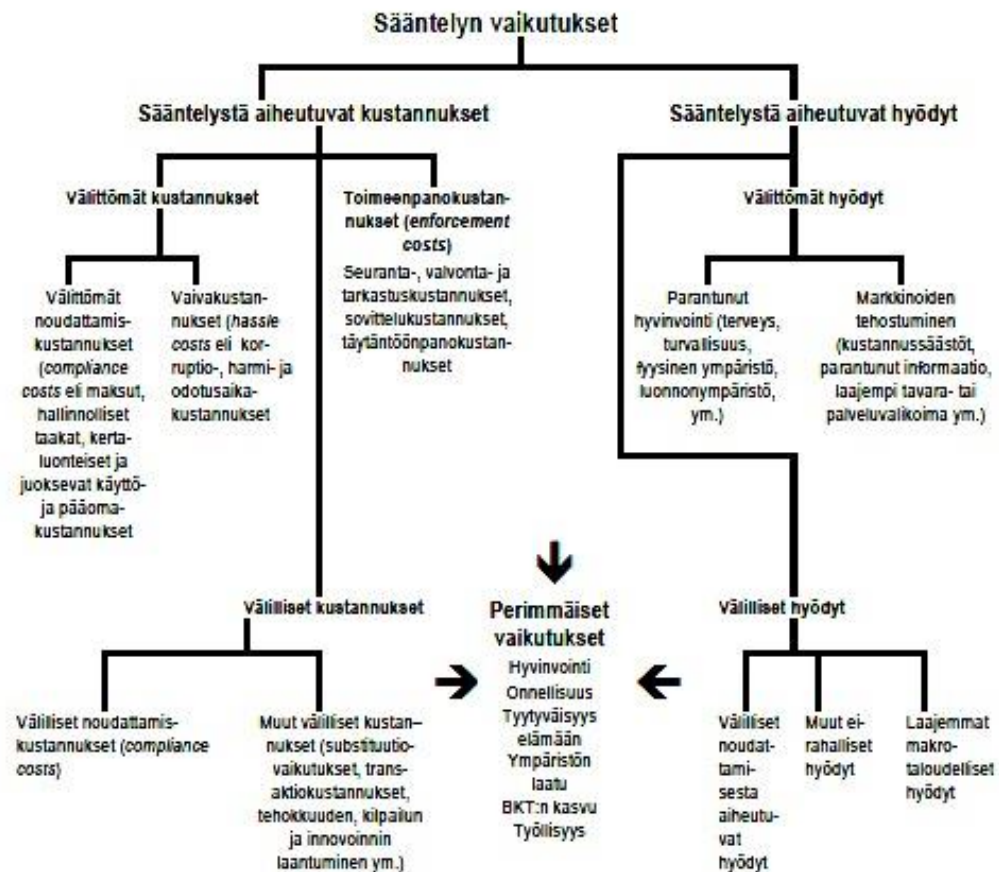 Sääntelyn vaikutukset
Sääntelystä aiheutuvat kustannukset
Välittömät kustannukset
Välittömät
noudattamis-
kustannukset
(compliance
costs eli maksut,
hallinnolliset
taakat, kerta-
luonteiset ja
juoksevat käyttö-
ja pääoma-
kustannukset
Vaivakustan-
nukset (hassle
costs eli kor-
ruptio-, harmi- ja
odotusaika-
kustannukset
Toimeenpanokustan-
nukset (enforcement
costs)
Seuranta-, valvonta- ja
tarkastuskustannukset,
sovittelukustannukset,
täytäntöönpanokustan-
nukset
Välilliset kustannukset
Välilliset noudattamis-
kustannukset (compliance
costs)
Muut välilliset kustan-
nukset (substituutio-
vaikutukset, trans-
aktiokustannukset,
tehokkuuden, kilpailun
ja innovoinnin
laantuminen ym.)
Perimmäiset
vaikutukset
Hyvinvointi
Onnellisuus
Tyytyväisyys
elämään
Ympäristön
laatu
BKT:n kasvu
Työllisyys
Sääntelystä aiheutuvat hyödyt
Välittömät hyödyt
Parantunut
hyvinvointi (terveys,
turvallisuus,
fyysinen ympäristö,
luonnonympäristö,
ym.)
Markkinoiden
tehostuminen
(kustannussäästöt,
parantunut informaatio,
laajempi tavara- tai
palveluvalikoima ym.)
Välilliset hyödyt
Välilliset
noudat-
tami-
sesta
aiheutu-
vat
hyödyt
Muut ei-
rahalliset
hyödyt
Laajemmat
makro-
taloudelliset
hyödyt